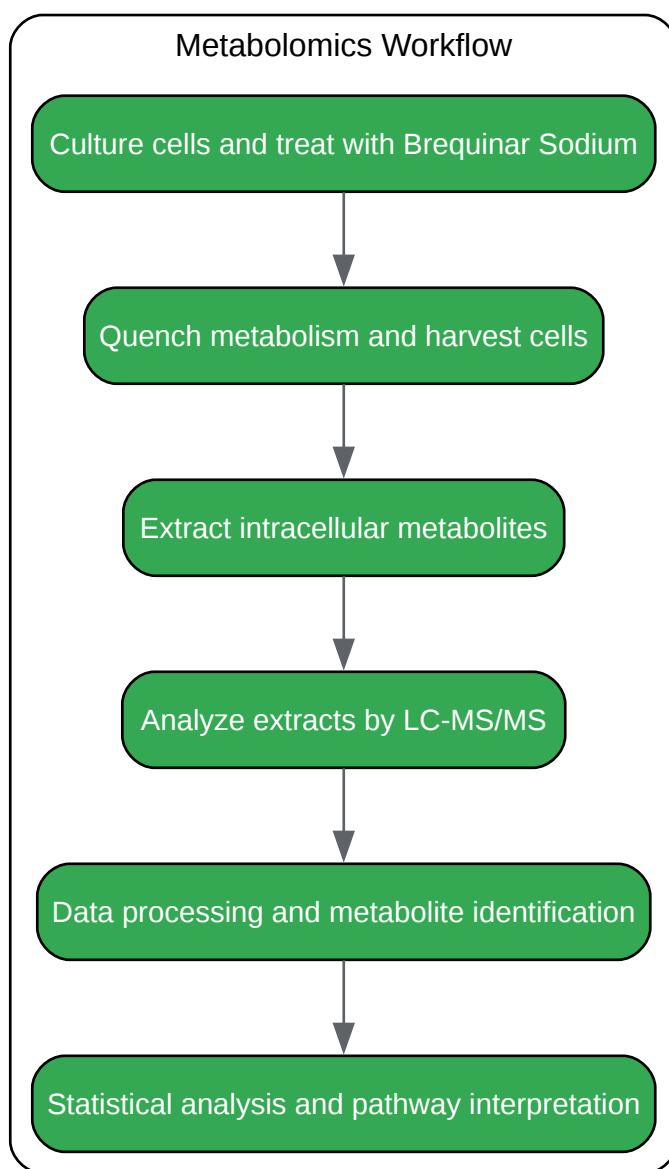 Metabolomics Workflow
Culture cells and treat with Brequinar Sodium
Quench metabolism and harvest cells
Extract intracellular metabolites
Analyze extracts by LC-MS/MS
Data processing and metabolite identification
Statistical analysis and pathway interpretation